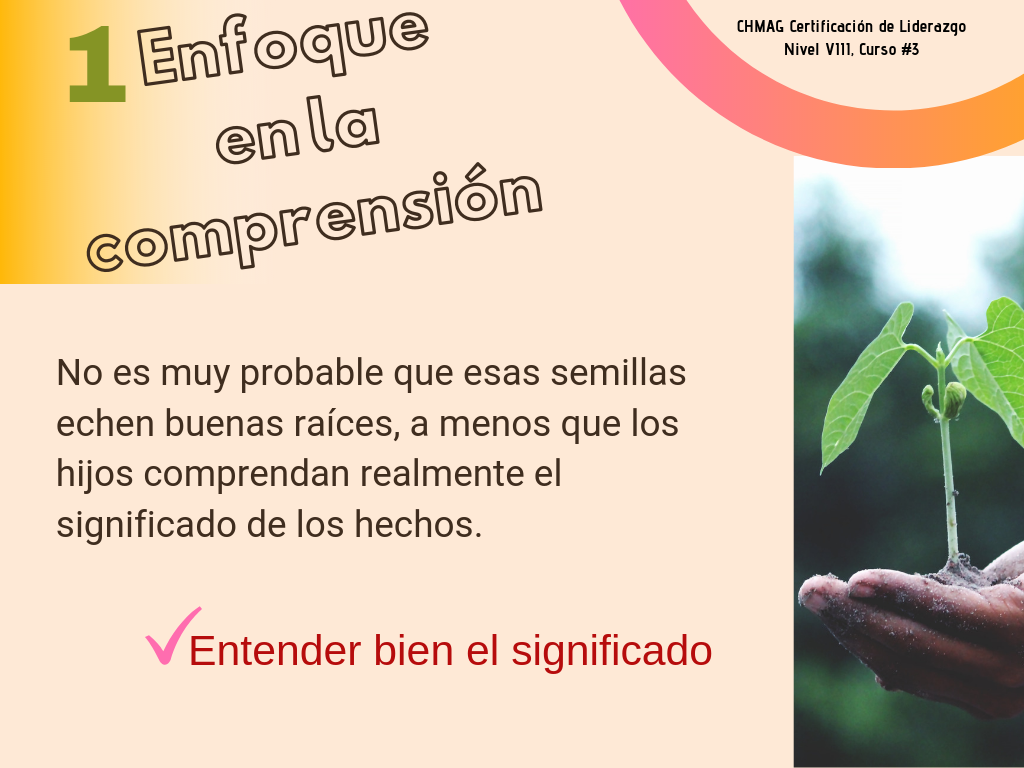 1 Enfoque
en la
comprensión
CHMAG Certificación de Liderazgo
Nivel V111, Curso #3
No es muy probable que esas semillas
echen buenas raíces, a menos que los
hijos comprendan realmente el
significado de los hechos.
Entender bien el significado